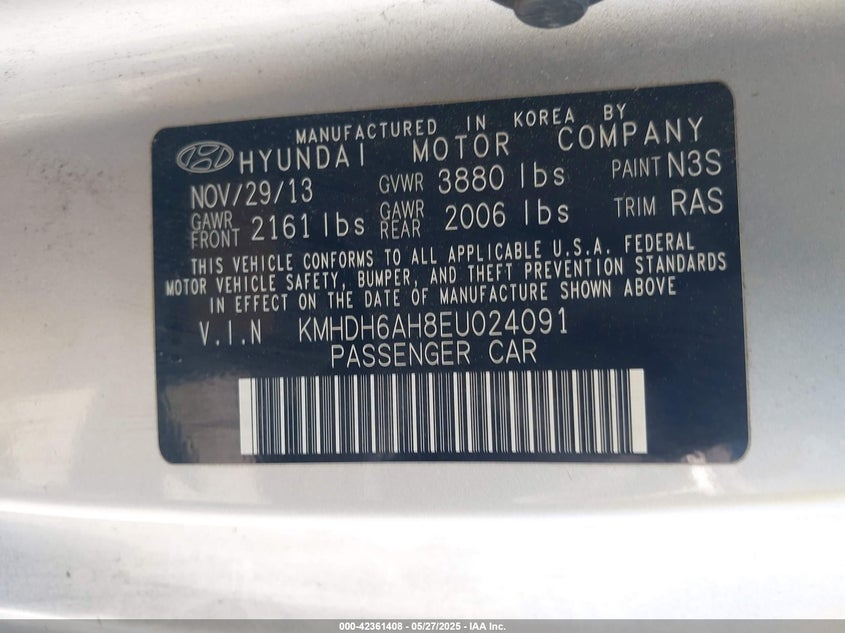 MANUFACTURED IN KOREA BY
HYUNDAI MOTOR COMPANY
NOV/29/13 GVWR 3880 lbs PAINT N3S
GAWR FRONT 2161 lbs GAWR REAR 2006 lbs TRIM RAS
THIS VEHICLE CONFORMS TO ALL APPLICABLE U.S.A. FEDERAL
MOTOR VEHICLE SAFETY, BUMPER, AND THEFT PREVENTION STANDARDS
IN EFFECT ON THE DATE OF MANUFACTURE SHOWN ABOVE
V.I.N KMHDH6AH8EU024091
PASSENGER CAR
000-42361408 - 05/27/2025 - IAA Inc.